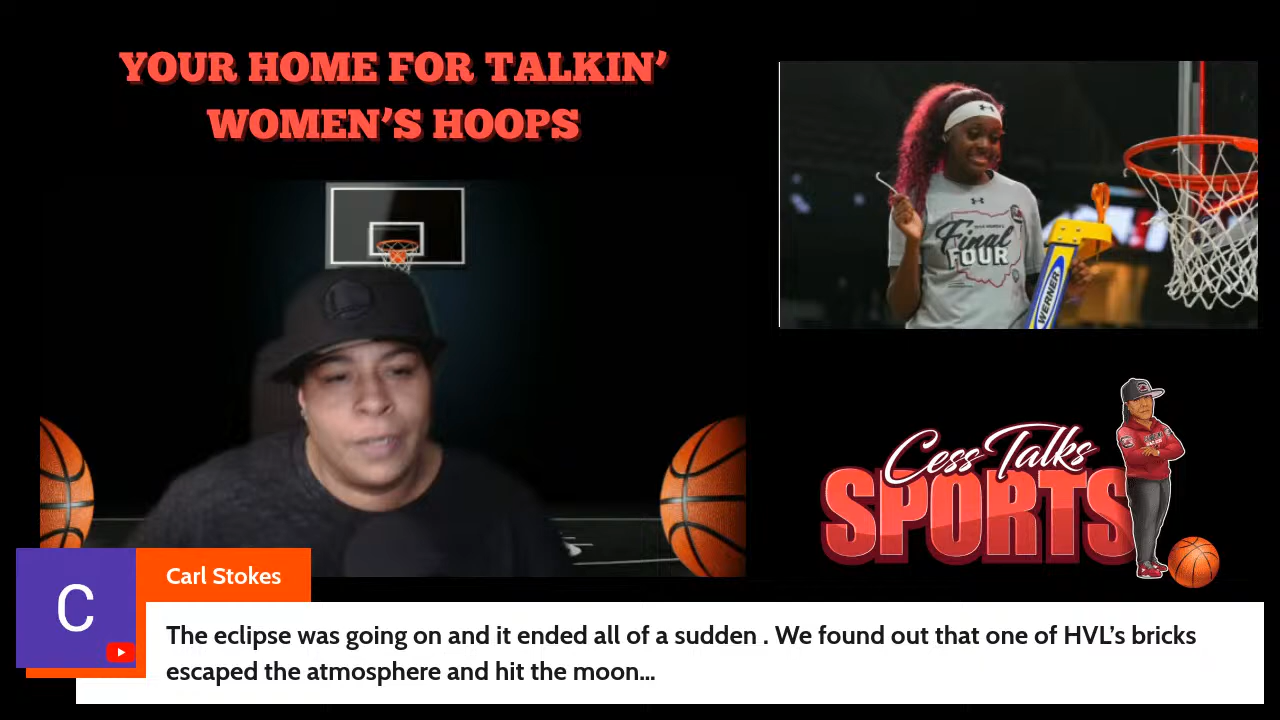 YOUR HOME FOR TALKIN’
WOMEN’S HOOPS
Final
FOUR
WERNER
Cess Talks
SPORTS
C
Carl Stokes
The eclipse was going on and it ended all of a sudden . We found out that one of HVL’s bricks
escaped the atmosphere and hit the moon...